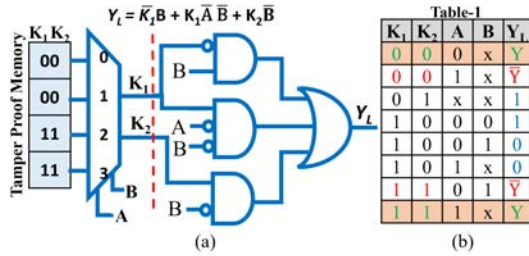 Y_L = K̅₁B + K₁A̅ B̅ + K₂B̅
Table-1
K₁ K₂
Tamper Proof Memory
00 0
00 1
11 2
11 3
K₁
K₂
B
A
B
A
B
B
Y_L
(a)
K₁ K₂ A B Y_L
0 0 0 x Y
0 0 1 x Y̅
0 1 x x 1
1 0 0 0 1
1 0 0 1 0
1 0 1 x 0
1 1 0 1 Y̅
1 1 1 x Y
(b)